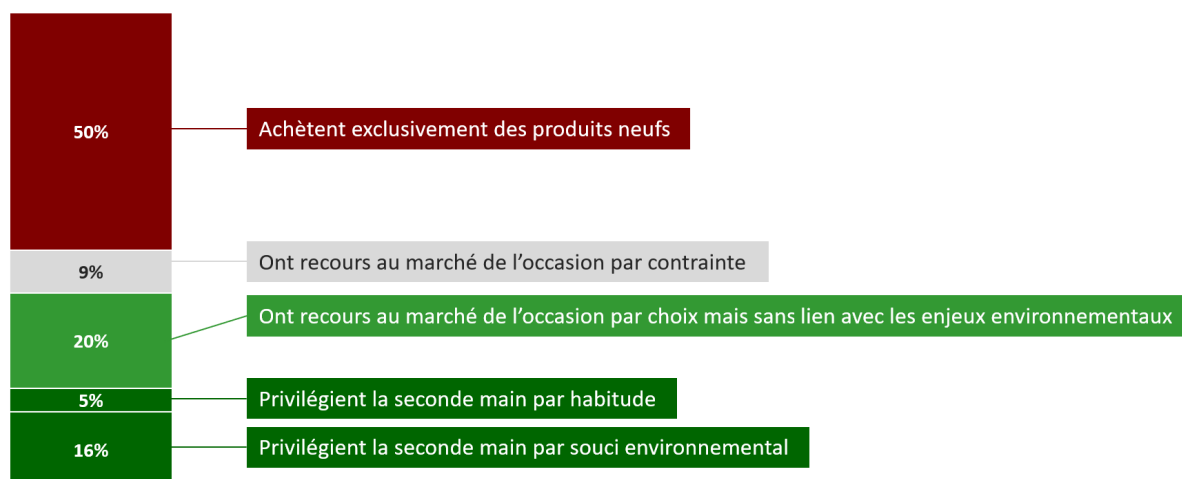 50%
Achètent exclusivement des produits neufs
9%
Ont recours au marché de l’occasion par contrainte
20%
Ont recours au marché de l’occasion par choix mais sans lien avec les enjeux environnementaux
5%
Privilégient la seconde main par habitude
16%
Privilégient la seconde main par souci environnemental